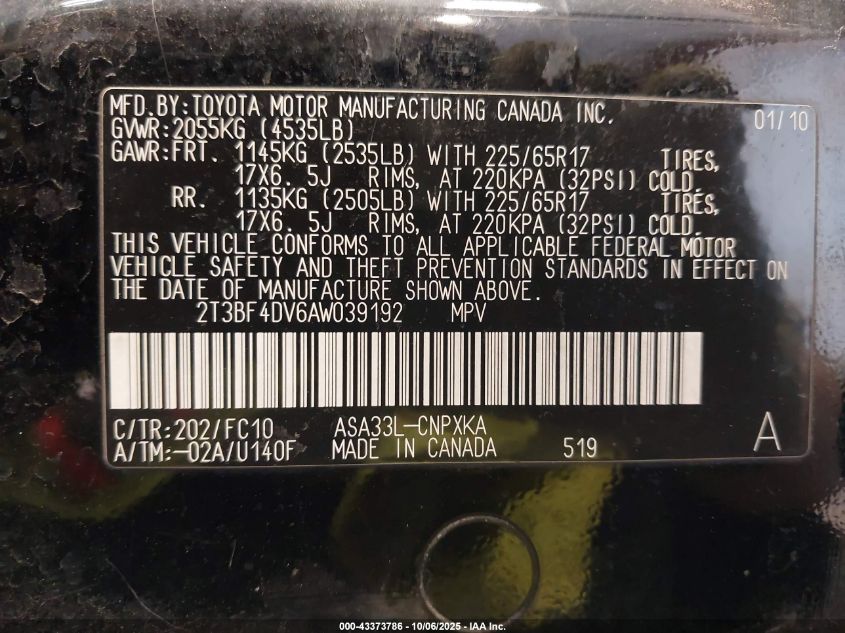 MFD.BY:TOYOTA MOTOR MANUFACTURING CANADA INC. 01/10
GVWR:2055KG (4535LB)
GAWR:FRT. 1145KG (2535LB) WITH 225/65R17 TIRES,
17X6. 5J RIMS, AT 220KPA (32PSI) COLD.
RR. 1135KG (2505LB) WITH 225/65R17 TIRES,
17X6. 5J RIMS, AT 220KPA (32PSI) COLD.
THIS VEHICLE CONFORMS TO ALL APPLICABLE FEDERAL MOTOR
VEHICLE SAFETY AND THEFT PREVENTION STANDARDS IN EFFECT ON
THE DATE OF MANUFACTURE SHOWN ABOVE.
2T3BF4DV6AW039192 MPV
C/TR:202/FC10 ASA33L-CNPXKA A
A/TM:-02A/U140F MADE IN CANADA 519
000-43373786 - 10/06/2025 - IAA Inc.